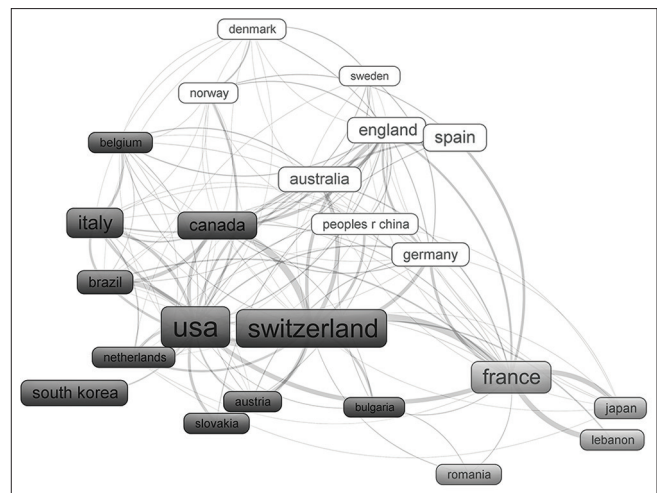 denmark
sweden
norway
england
spain
belgium
australia
italy
canada
peoples r china
germany
brazil
usa
switzerland
netherlands
france
south korea
austria
bulgaria
japan
slovakia
lebanon
romania